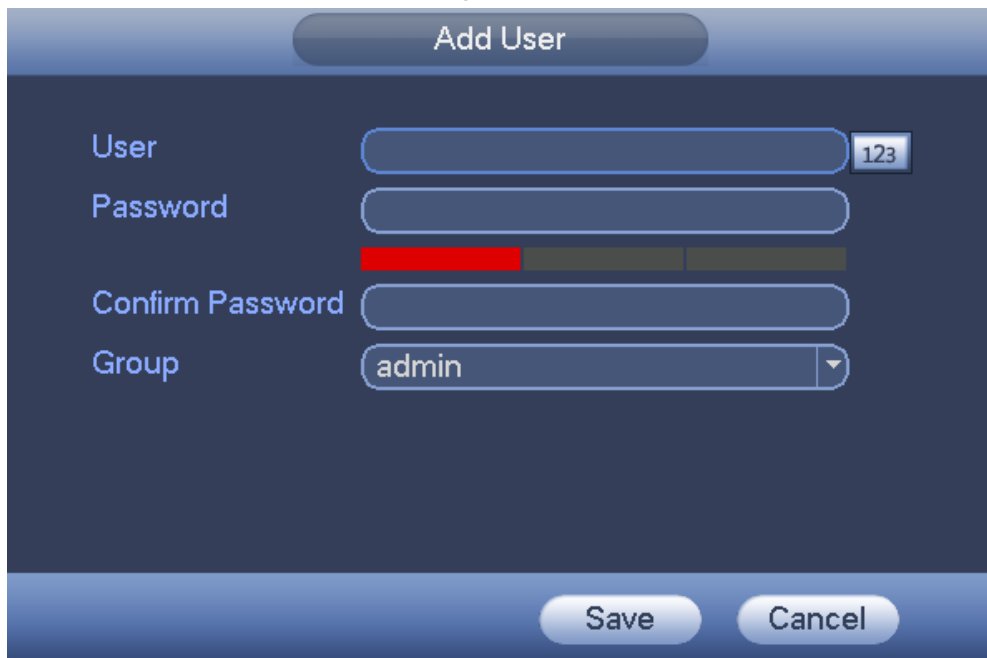 Add User
User
123
Password
Confirm Password
Group admin
Save Cancel